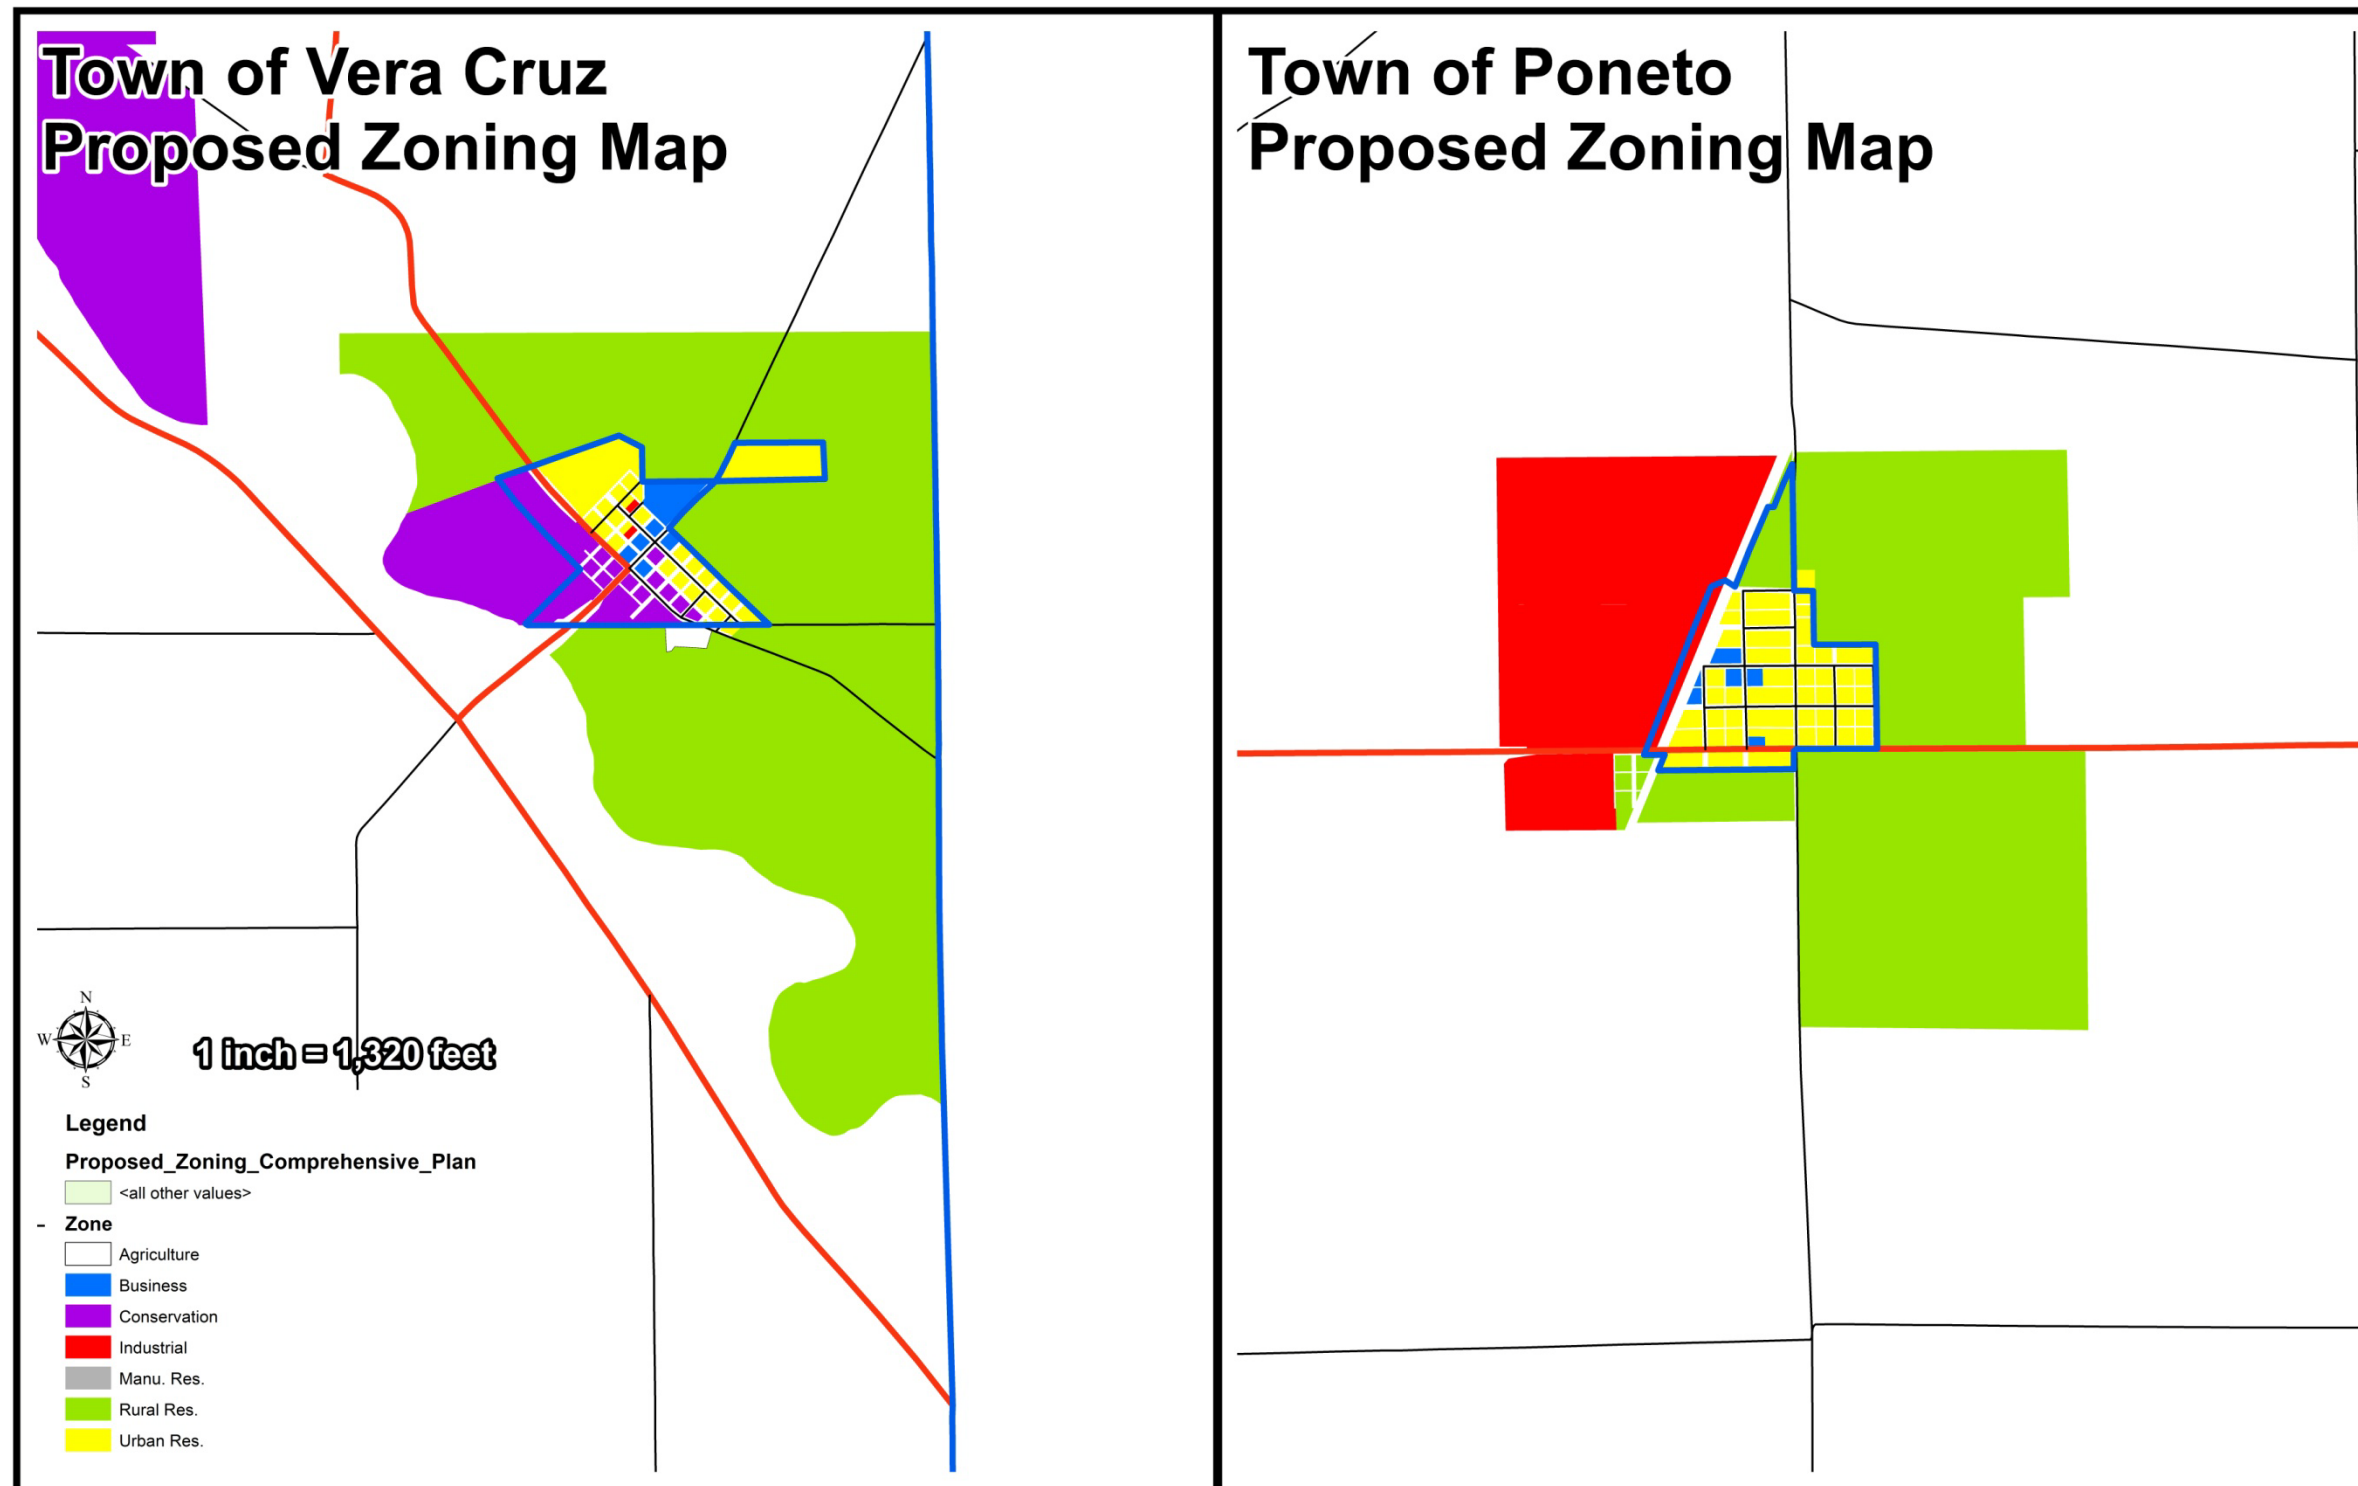 Town of Vera Cruz
Proposed Zoning Map
Town of Poneto
Proposed Zoning Map
N
W E
S
1 inch = 1,320 feet
Legend
Proposed_Zoning_Comprehensive_Plan
<all other values>
Zone
Agriculture
Business
Conservation
Industrial
Manu. Res.
Rural Res.
Urban Res.